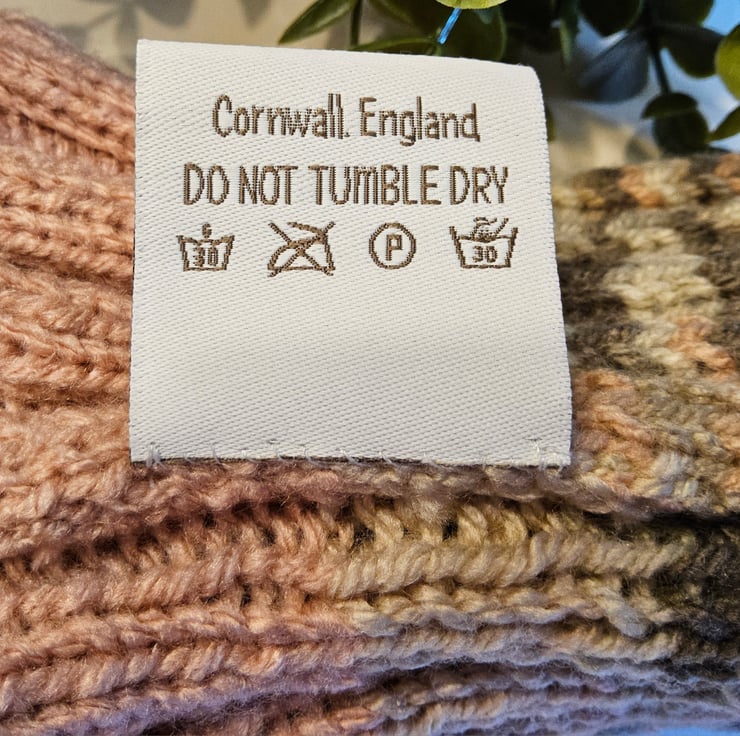 Cornwall. England
DO NOT TUMBLE DRY
30 P 30